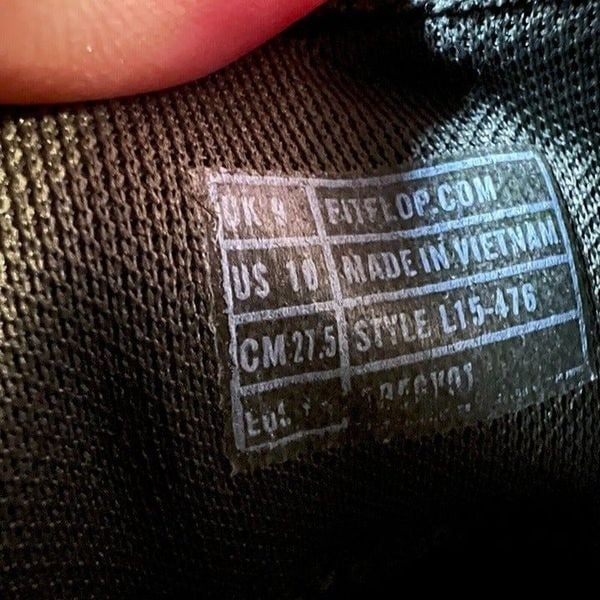 UK 9 FITFLOP.COM
US 10 MADE IN VIETNAM
CM 27.5 STYLE L15-476